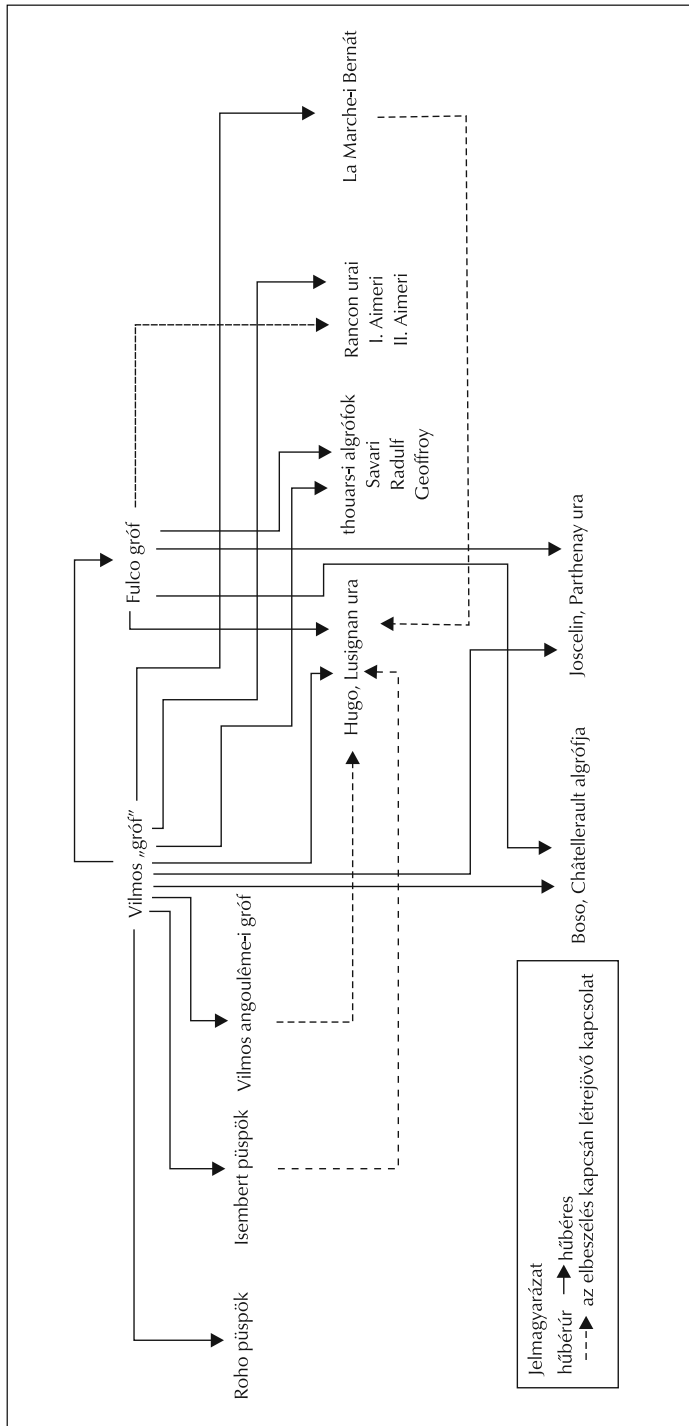 Vilmos „gróf”
Fulco gróf
Roho püspök
Isembert püspök
Vilmos angoulême-i gróf
Hugo, Lusignan ura
thouars-i algrófok
Savari
Radulf
Geoffroy
Rancon urai
I. Aimeri
II. Aimeri
La Marche-i Bernát
Boso, Châtellerault algrófja
Joscelin, Parthenay ura
Jelmagyarázat
hűbérúr hűbéres
az elbeszélés kapcsán létrejövő kapcsolat